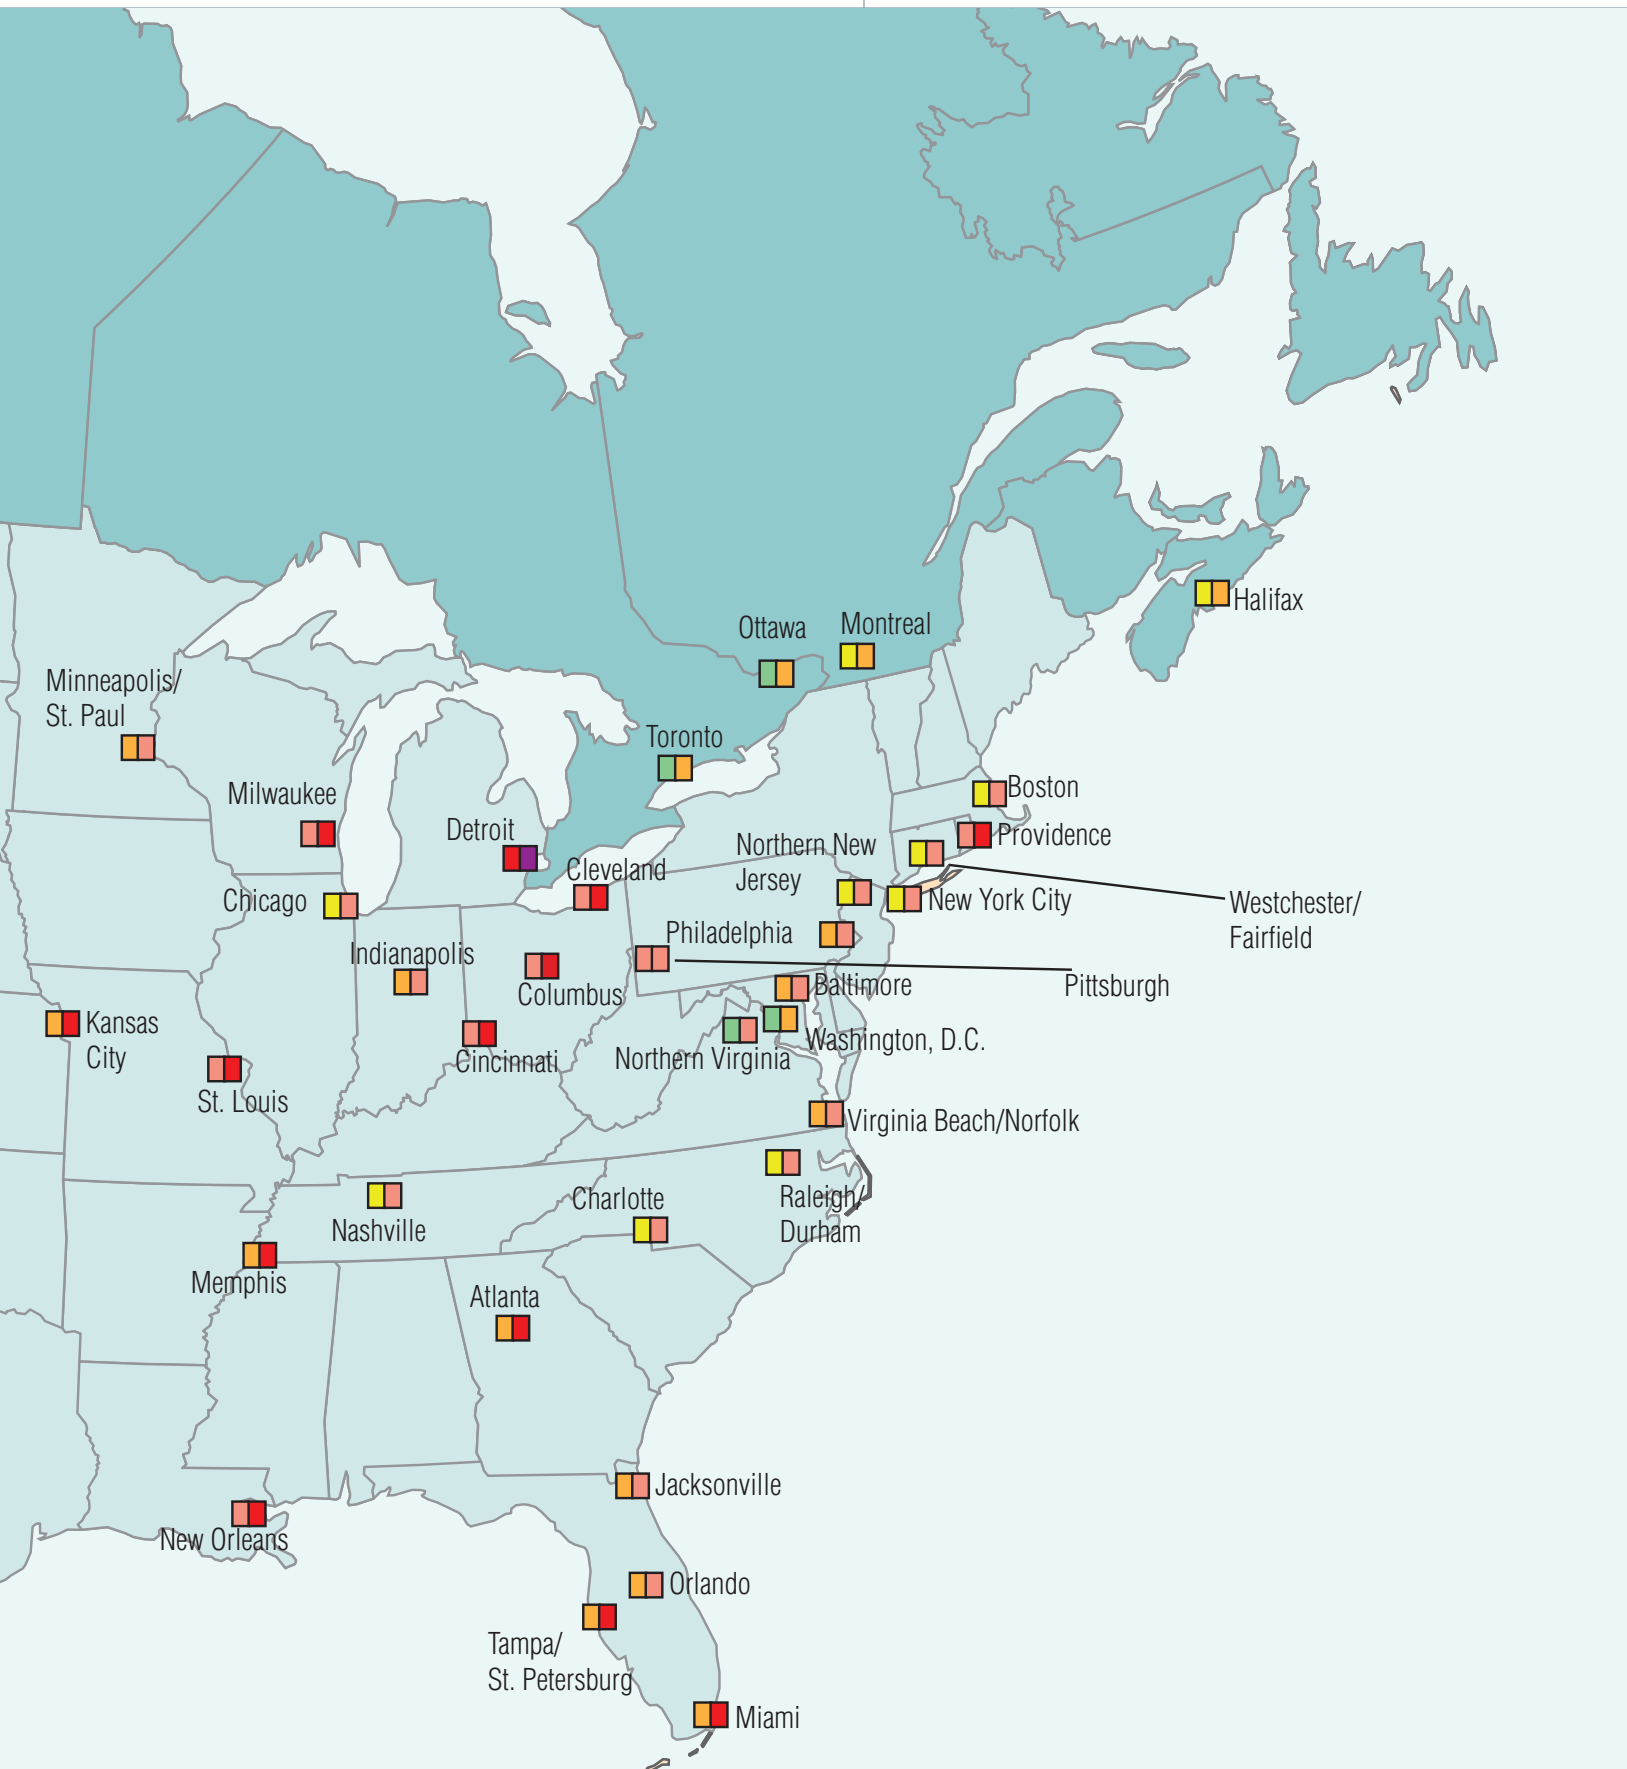 Halifax
Ottawa
Montreal
Minneapolis/
St. Paul
Toronto
Milwaukee
Boston
Detroit
Providence
Northern New
Jersey
Cleveland
Chicago
New York City
Westchester/
Fairfield
Philadelphia
Indianapolis
Columbus
Pittsburgh
Baltimore
Kansas
City
Washington, D.C.
Northern Virginia
Cincinnati
St. Louis
Virginia Beach/Norfolk
Raleigh/
Durham
Charlotte
Nashville
Memphis
Atlanta
Jacksonville
New Orleans
Orlando
Tampa/
St. Petersburg
Miami